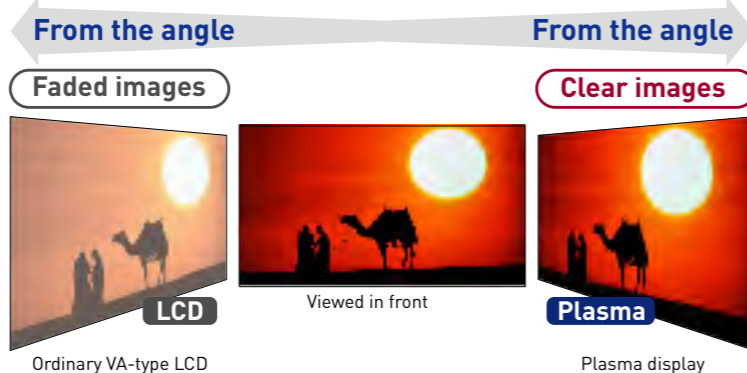 From the angle
From the angle
Faded images
Clear images
LCD
Viewed in front
Plasma
Ordinary VA-type LCD
Plasma display